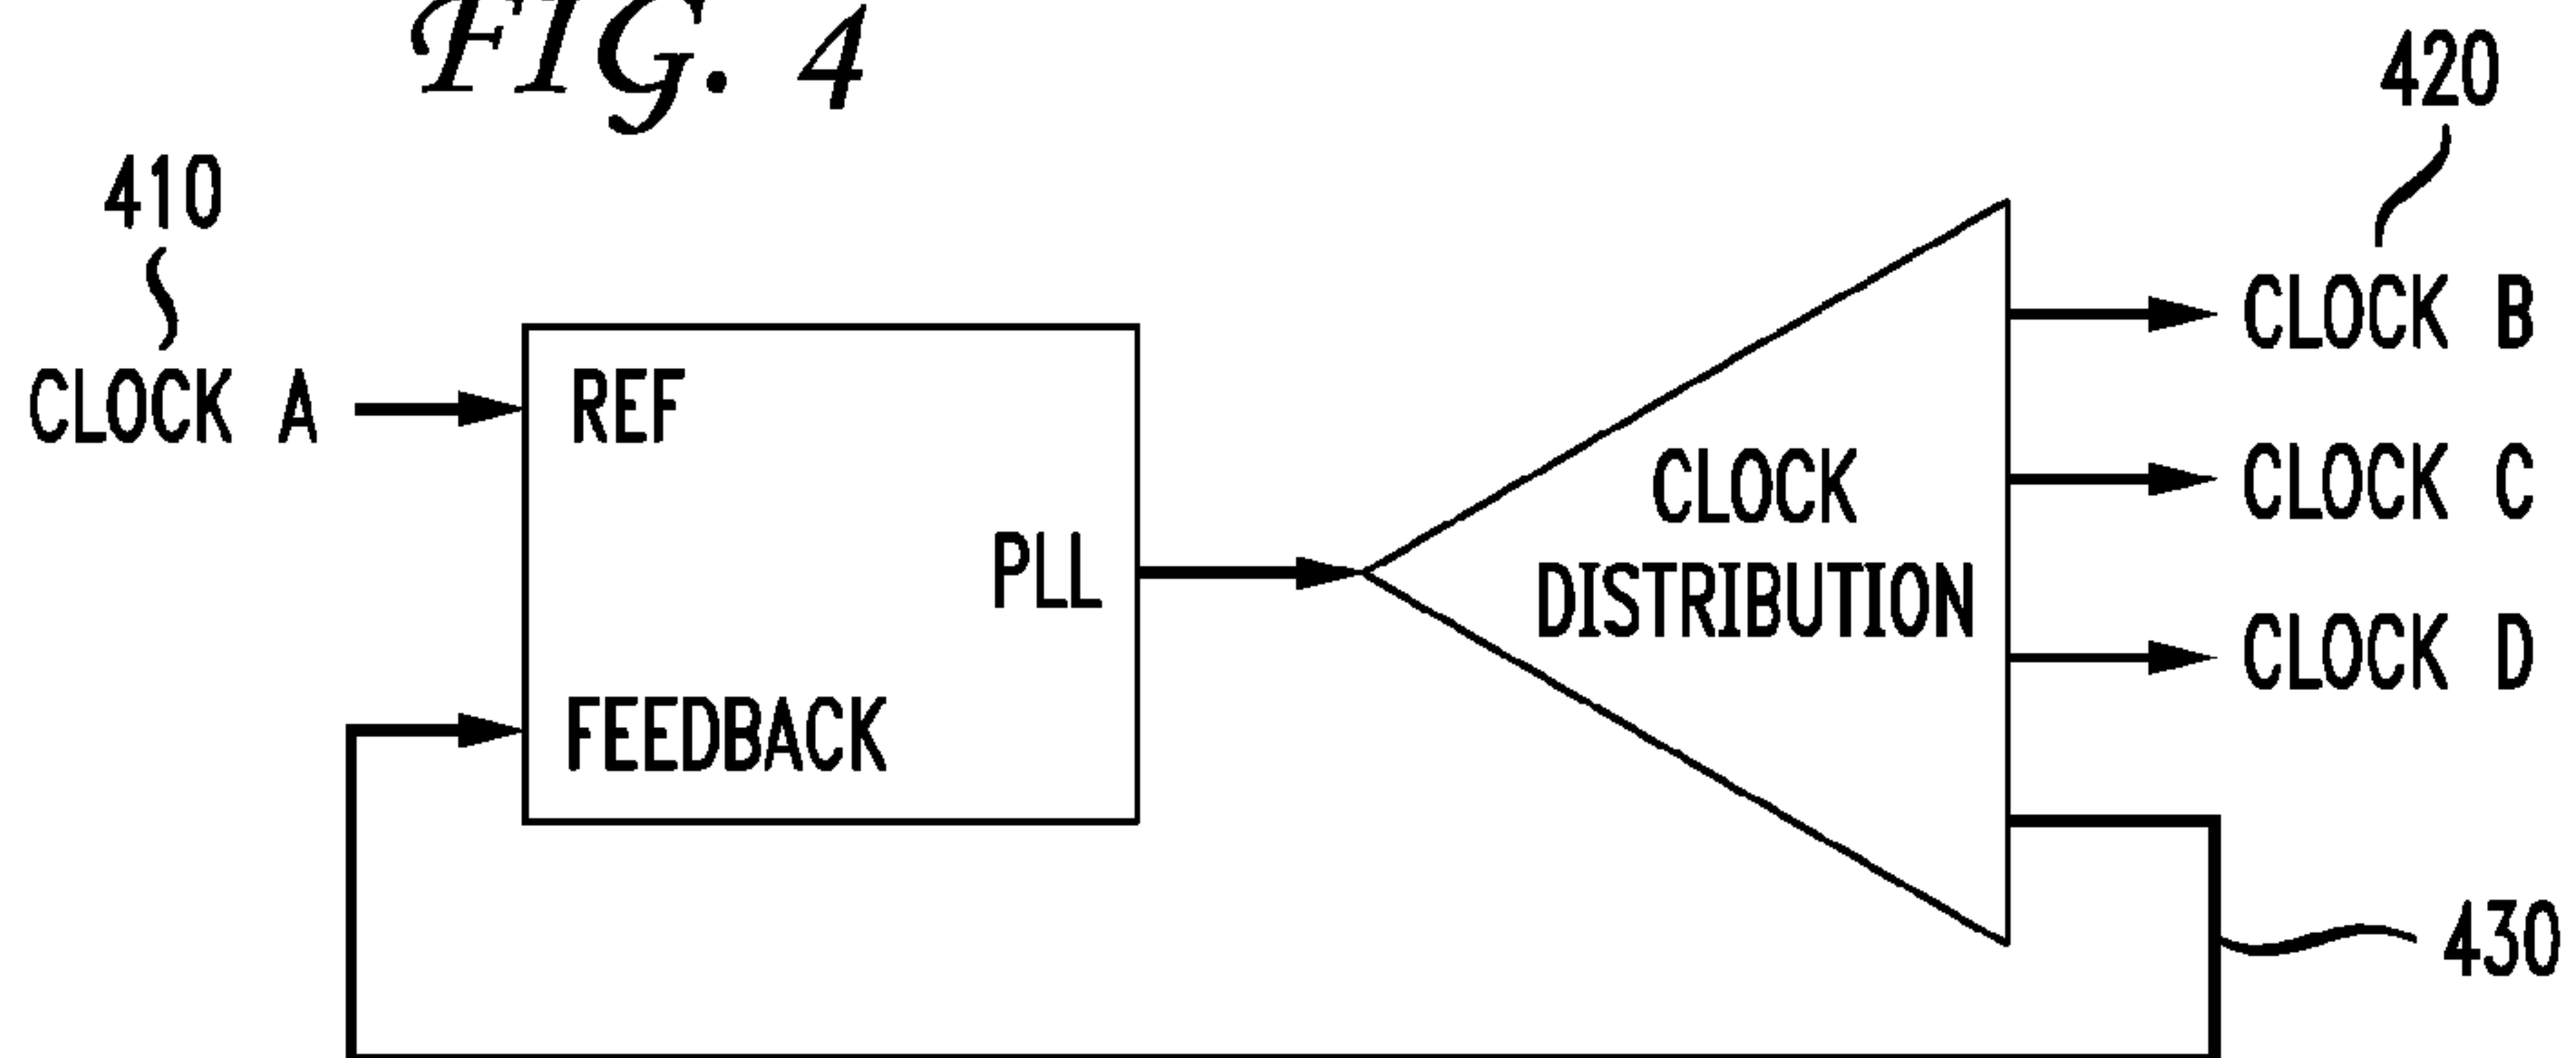 FIG. 4
410
420
CLOCK A
REF
FEEDBACK
PLL
CLOCK
DISTRIBUTION
CLOCK B
CLOCK C
CLOCK D
430